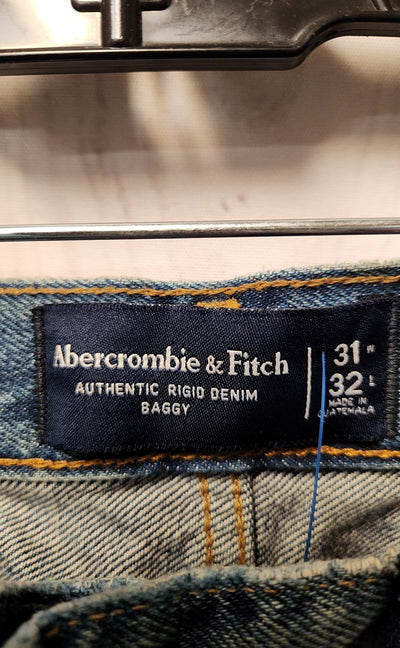 Abercrombie & Fitch
AUTHENTIC RIGID DENIM
BAGGY
31 W
32 L
MADE IN
GUATEMALA